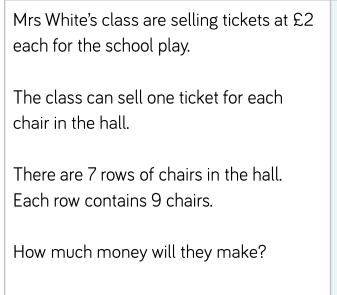 Mrs White's class are selling tickets at £2
each for the school play.
The class can sell one ticket for each
chair in the hall.
There are 7 rows of chairs in the hall.
Each row contains 9 chairs.
How much money will they make?